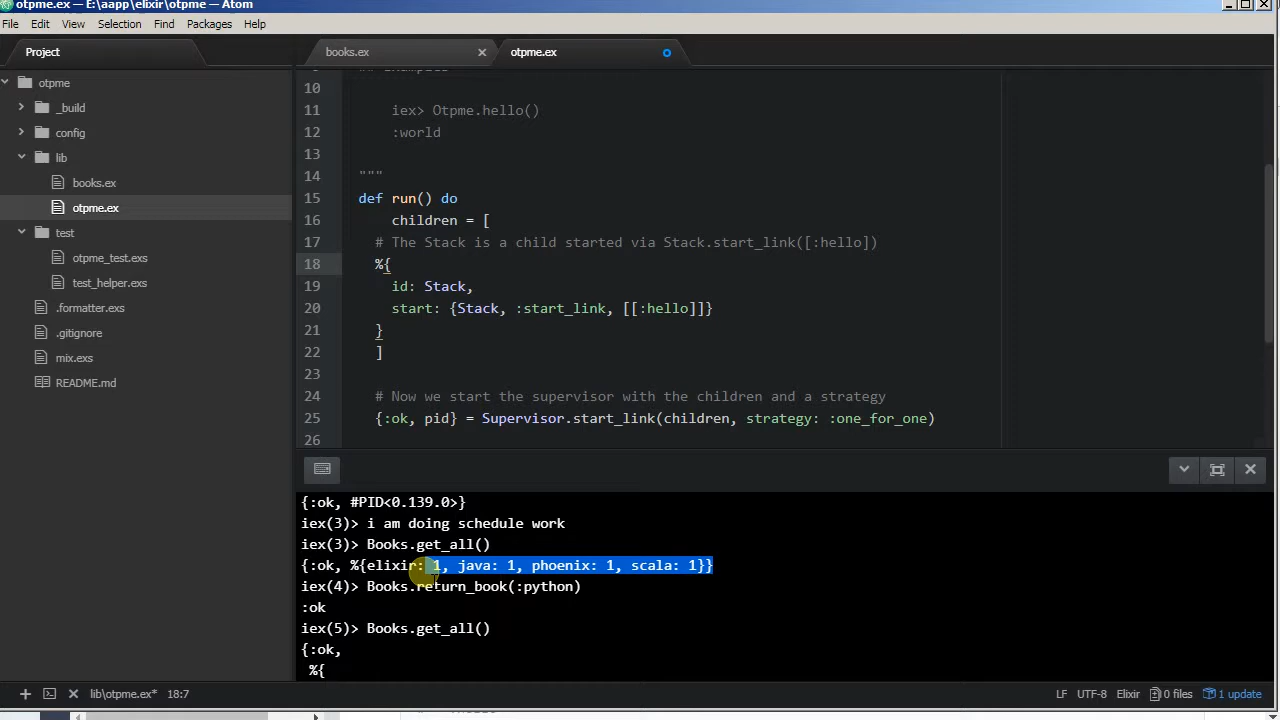 otpme.ex — E:\aapp\elixir\otpme — Atom
File Edit View Selection Find Packages Help
Project
books.ex
otpme.ex
otpme
_build
config
lib
books.ex
otpme.ex
test
otpme_test.exs
test_helper.exs
.formatter.exs
.gitignore
mix.exs
README.md
10
11 iex> Otpme.hello()
12 :world
13
14 """
15 def run() do
16 children = [
17 # The Stack is a child started via Stack.start_link([:hello])
18 %{
19 id: Stack,
20 start: {Stack, :start_link, [[:hello]]}
21 }
22 ]
23
24 # Now we start the supervisor with the children and a strategy
25 {:ok, pid} = Supervisor.start_link(children, strategy: :one_for_one)
26
{:ok, #PID<0.139.0>}
iex(3)> i am doing schedule work
iex(3)> Books.get_all()
{:ok, %{elixir: 1, java: 1, phoenix: 1, scala: 1}}
iex(4)> Books.return_book(:python)
:ok
iex(5)> Books.get_all()
{:ok,
%{
lib\otpme.ex* 18:7 LF UTF-8 Elixir 0 files 1 update